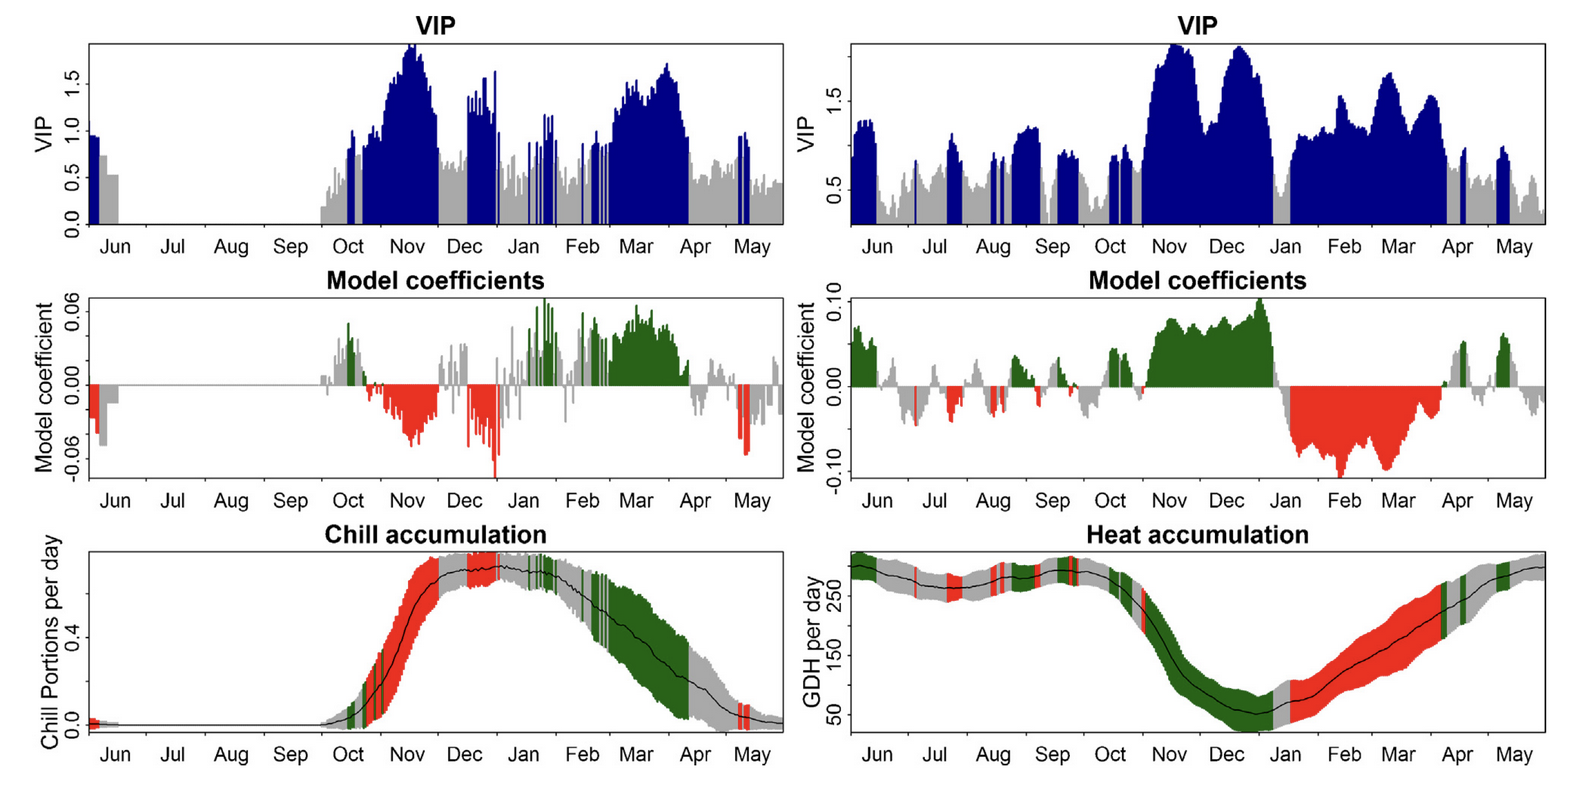 VIP
VIP
0.0 0.5 1.0 1.5
Jun Jul Aug Sep Oct Nov Dec Jan Feb Mar Apr May
VIP
VIP
0.5 1.5
Jun Jul Aug Sep Oct Nov Dec Jan Feb Mar Apr May
Model coefficients
Model coefficient
-0.06 0.00 0.06
Jun Jul Aug Sep Oct Nov Dec Jan Feb Mar Apr May
Model coefficients
Model coefficient
-0.10 0.00 0.10
Jun Jul Aug Sep Oct Nov Dec Jan Feb Mar Apr May
Chill accumulation
Chill Portions per day
0.0 0.4
Jun Jul Aug Sep Oct Nov Dec Jan Feb Mar Apr May
Heat accumulation
GDH per day
50 150 250
Jun Jul Aug Sep Oct Nov Dec Jan Feb Mar Apr May